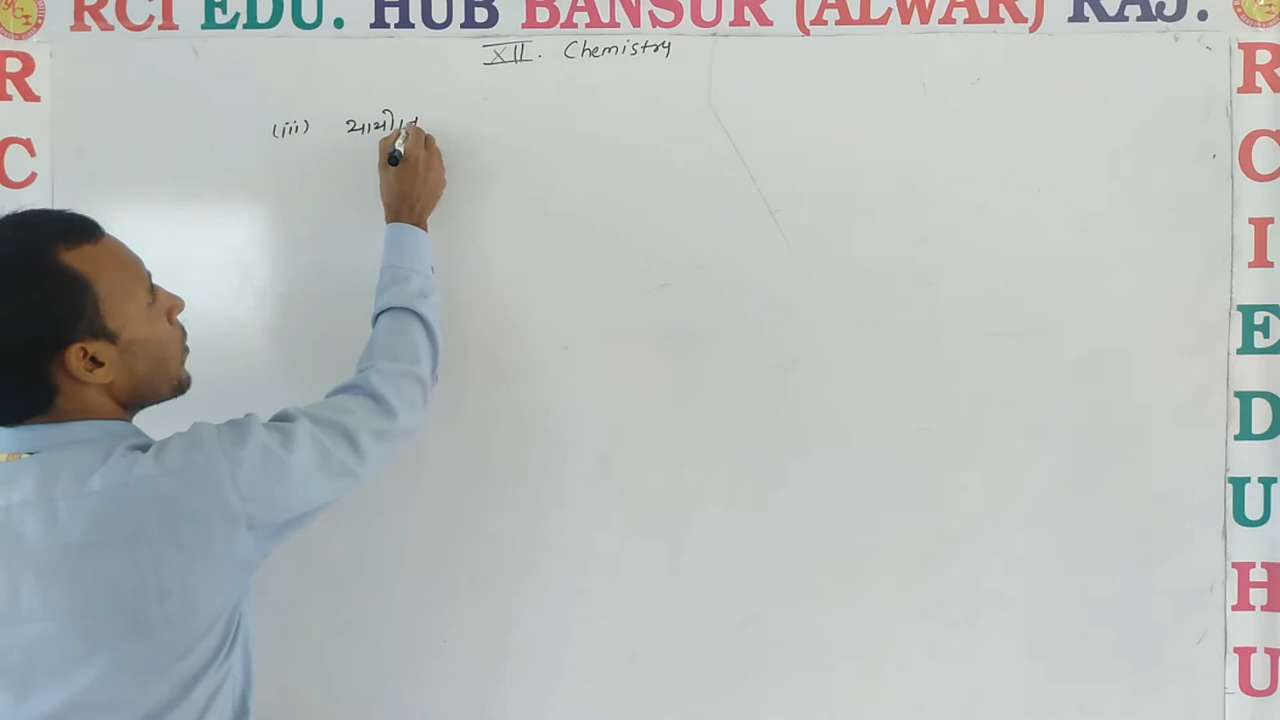 RCI EDU. HUB BANSUR (ALWAR) RAJ.
XII. Chemistry
(iii)
R
C
R
C
I
E
D
U
H
U